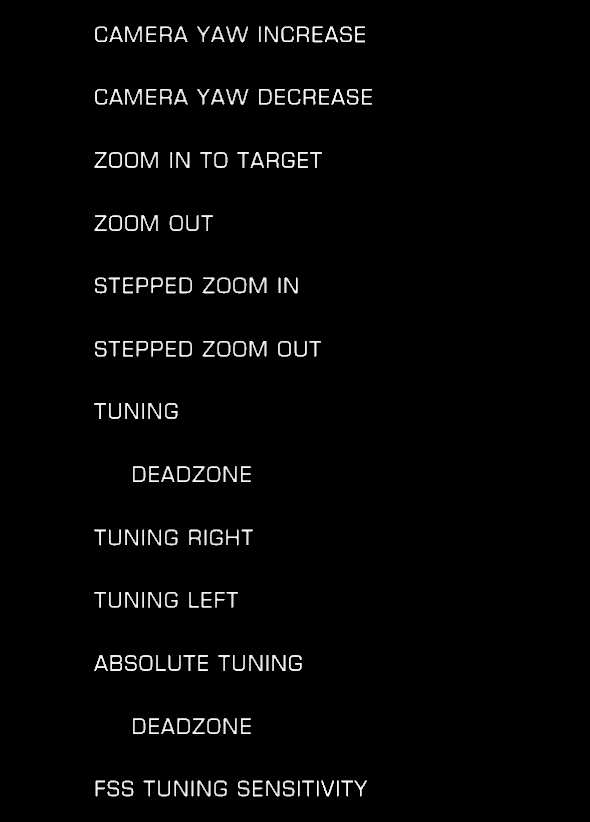 CAMERA YAW INCREASE
CAMERA YAW DECREASE
ZOOM IN TO TARGET
ZOOM OUT
STEPPED ZOOM IN
STEPPED ZOOM OUT
TUNING
DEADZONE
TUNING RIGHT
TUNING LEFT
ABSOLUTE TUNING
DEADZONE
FSS TUNING SENSITIVITY